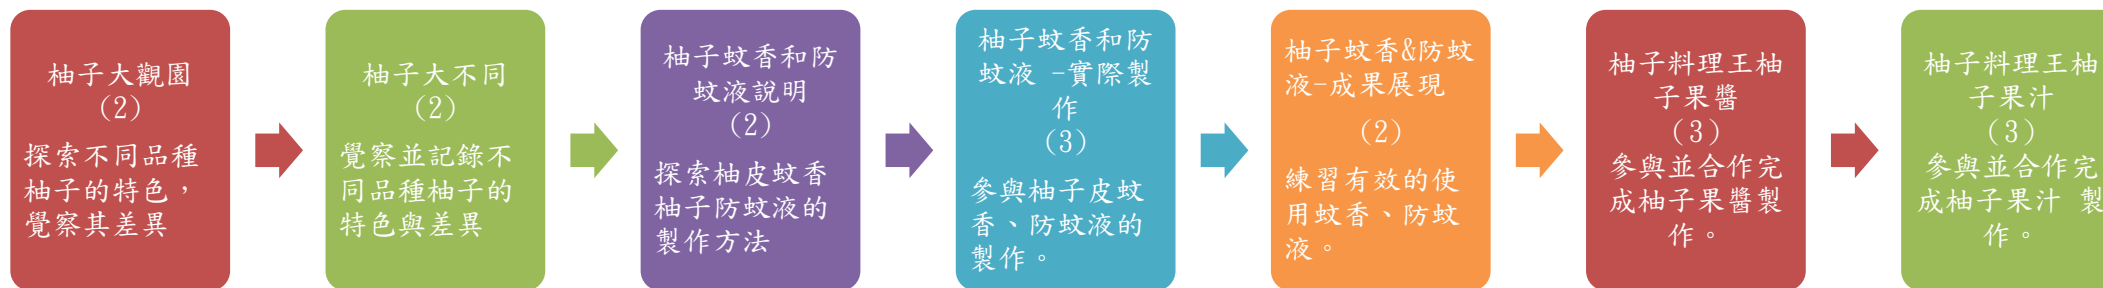 柚子大觀園
(2)
探索不同品種
柚子的特色，
覺察其差異
柚子大不同
(2)
覺察並記錄不
同品種柚子的
特色與差異
柚子蚊香和防
蚊液說明
(2)
探索柚皮蚊香
柚子防蚊液的
製作方法
柚子蚊香和防
蚊液 -實際製
作
(3)
參與柚子皮蚊
香、防蚊液的
製作。
柚子蚊香&防蚊
液-成果展現
(2)
練習有效的使
用蚊香、防蚊
液。
柚子料理王柚
子果醬
(3)
參與並合作完
成柚子果醬製
作。
柚子料理王柚
子果汁
(3)
參與並合作完
成柚子果汁 製
作。